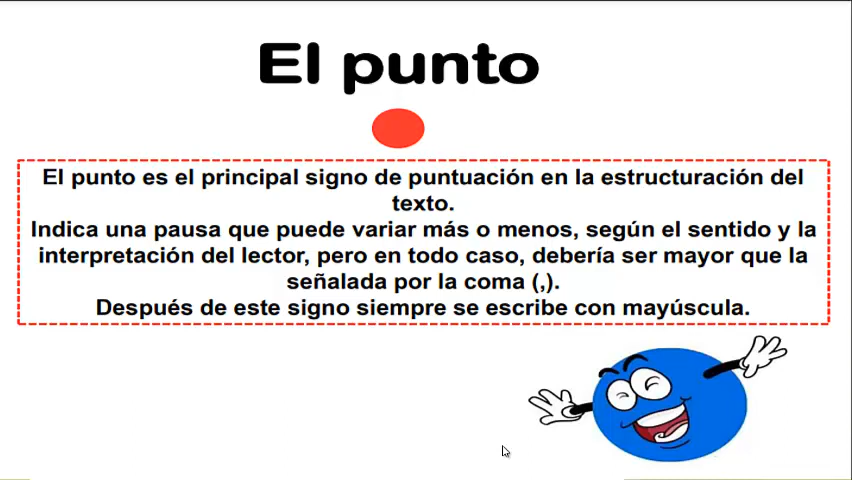 El punto
El punto es el principal signo de puntuación en la estructuración del
texto.
Indica una pausa que puede variar más o menos, según el sentido y la
interpretación del lector, pero en todo caso, debería ser mayor que la
señalada por la coma (,).
Después de este signo siempre se escribe con mayúscula.